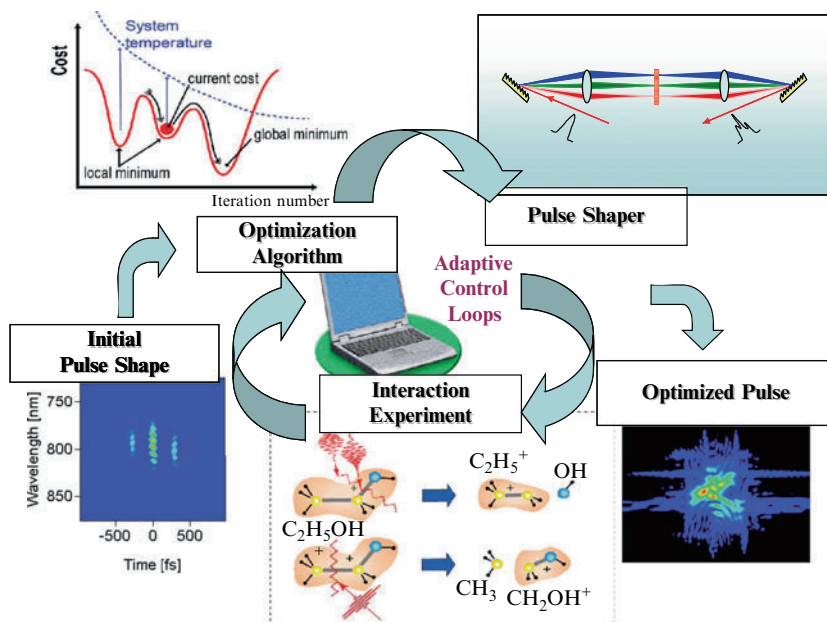 System
temperature
Cost
current cost
global minimum
local minimum
Iteration number
Pulse Shaper
Optimization
Algorithm
Adaptive
Control
Loops
Initial
Pulse Shape
Interaction
Experiment
Optimized Pulse
Wavelength [nm]
750
800
850
-500
0
500
Time [fs]
C₂H₅OH
+
+
C₂H₅⁺
+
OH
+
+
CH₃
+
CH₂OH⁺